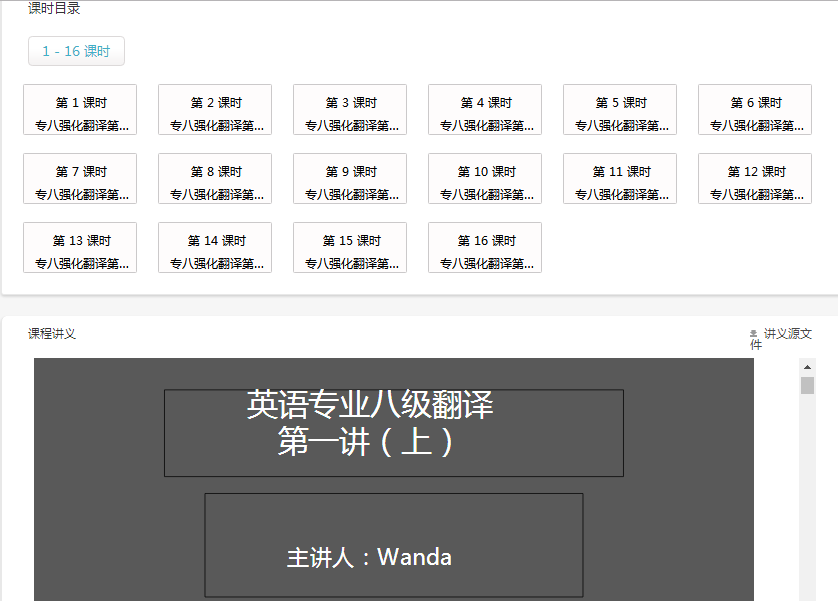 课时目录
1 - 16 课时
第 1 课时
专八强化翻译第...
第 2 课时
专八强化翻译第...
第 3 课时
专八强化翻译第...
第 4 课时
专八强化翻译第...
第 5 课时
专八强化翻译第...
第 6 课时
专八强化翻译第...
第 7 课时
专八强化翻译第...
第 8 课时
专八强化翻译第...
第 9 课时
专八强化翻译第...
第 10 课时
专八强化翻译第...
第 11 课时
专八强化翻译第...
第 12 课时
专八强化翻译第...
第 13 课时
专八强化翻译第...
第 14 课时
专八强化翻译第...
第 15 课时
专八强化翻译第...
第 16 课时
专八强化翻译第...
课程讲义
讲义源文
件
英语专业八级翻译
第一讲（上）
主讲人：Wanda